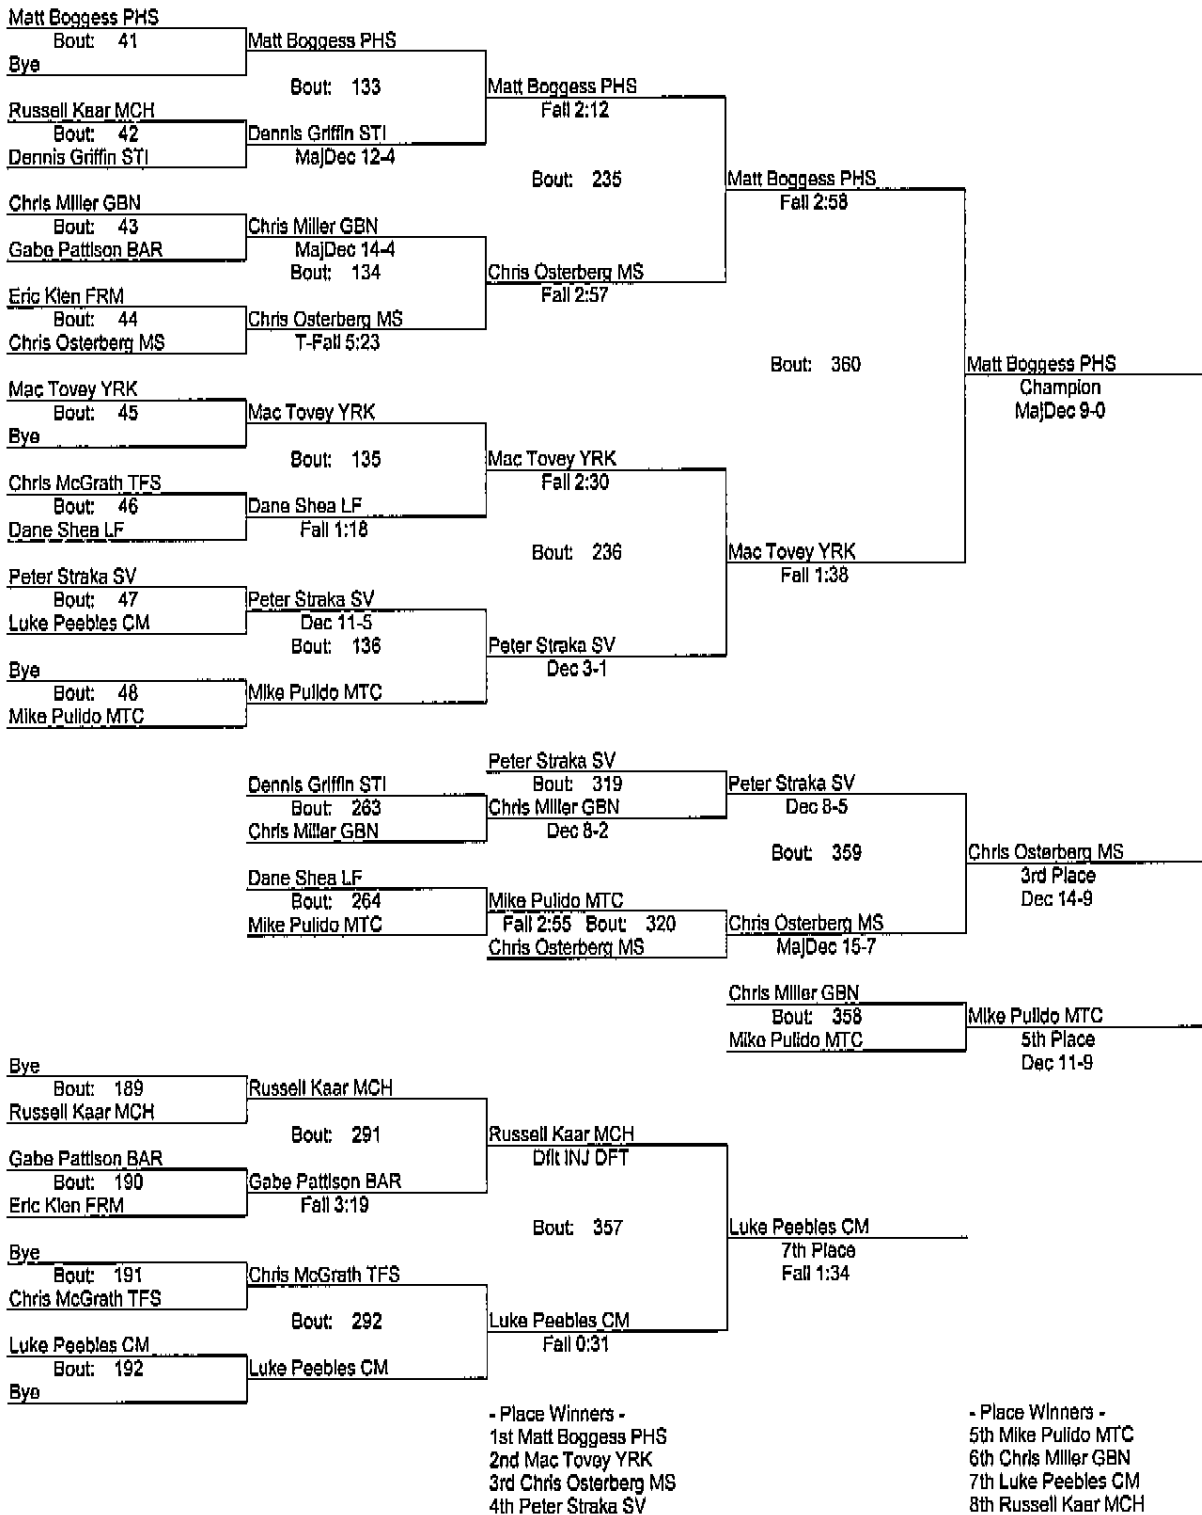 Matt Boggess PHS
Bout: 41
Bye
Matt Boggess PHS
Bout: 133
Russell Kaar MCH
Bout: 42
Dennis Griffin STI
Dennis Griffin STI
MajDec 12-4
Matt Boggess PHS
Fall 2:12
Bout: 235
Chris Miller GBN
Bout: 43
Gabe Pattison BAR
Chris Miller GBN
MajDec 14-4
Bout: 134
Eric Klen FRM
Bout: 44
Chris Osterberg MS
Chris Osterberg MS
T-Fall 5:23
Chris Osterberg MS
Fall 2:57
Matt Boggess PHS
Fall 2:58
Bout: 360
Matt Boggess PHS
Champion
MajDec 9-0
Mac Tovey YRK
Bout: 45
Bye
Mac Tovey YRK
Bout: 135
Chris McGrath TFS
Bout: 46
Dane Shea LF
Dane Shea LF
Fall 1:18
Mac Tovey YRK
Fall 2:30
Bout: 236
Peter Straka SV
Bout: 47
Luke Peebles CM
Peter Straka SV
Dec 11-5
Bout: 136
Bye
Bout: 48
Mike Pulido MTC
Mike Pulido MTC
Peter Straka SV
Dec 3-1
Mac Tovey YRK
Fall 1:38
Dennis Griffin STI
Bout: 263
Chris Miller GBN
Peter Straka SV
Bout: 319
Chris Miller GBN
Dec 8-2
Peter Straka SV
Dec 8-5
Bout: 359
Dane Shea LF
Bout: 264
Mike Pulido MTC
Mike Pulido MTC
Fall 2:55 Bout: 320
Chris Osterberg MS
Chris Osterberg MS
MajDec 15-7
Chris Osterberg MS
3rd Place
Dec 14-9
Chris Miller GBN
Bout: 358
Mike Pulido MTC
Mike Pulido MTC
5th Place
Dec 11-9
Bye
Bout: 189
Russell Kaar MCH
Russell Kaar MCH
Bout: 291
Gabe Pattison BAR
Bout: 190
Eric Klen FRM
Gabe Pattison BAR
Fall 3:19
Russell Kaar MCH
Dflt INJ DFT
Bout: 357
Bye
Bout: 191
Chris McGrath TFS
Chris McGrath TFS
Bout: 292
Luke Peebles CM
Bout: 192
Bye
Luke Peebles CM
Luke Peebles CM
Fall 0:31
Luke Peebles CM
7th Place
Fall 1:34
- Place Winners -
1st Matt Boggess PHS
2nd Mac Tovey YRK
3rd Chris Osterberg MS
4th Peter Straka SV
- Place Winners -
5th Mike Pulido MTC
6th Chris Miller GBN
7th Luke Peebles CM
8th Russell Kaar MCH